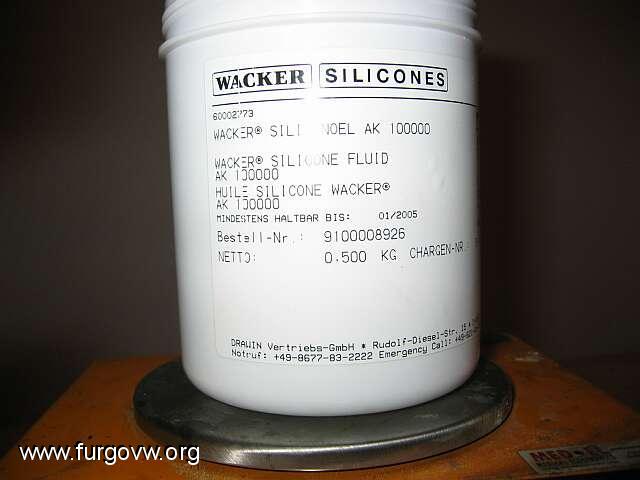 WACKER SILICONES
60002773
WACKER® SILI NOEL AK 100000
WACKER® SILICONE FLUID
AK 100000
HUILE SILICONE WACKER®
AK 100000
MINDESTENS HALTBAR BIS: 01/2005
Bestell-Nr.: 9100008926
NETTO: 0,500 KG CHARGEN-NR.
DRAWIN Vertriebs-GmbH * Rudolf-Diesel-Str. 15 *
Notruf: +49-8677-83-2222 Emergency Call:
www.furgovw.org